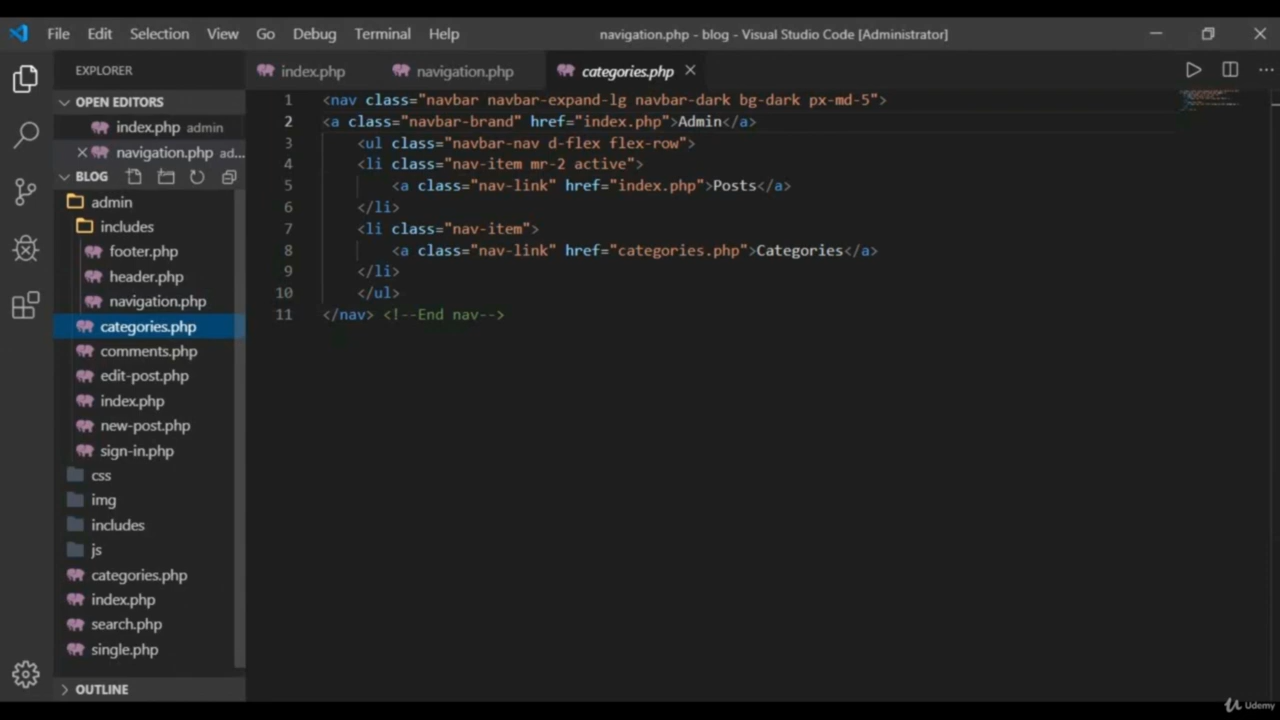 File Edit Selection View Go Debug Terminal Help navigation.php - blog - Visual Studio Code [Administrator]
EXPLORER
OPEN EDITORS
index.php admin
navigation.php ad...
BLOG
admin
includes
footer.php
header.php
navigation.php
categories.php
comments.php
edit-post.php
index.php
new-post.php
sign-in.php
css
img
includes
js
categories.php
index.php
search.php
single.php
OUTLINE
index.php navigation.php categories.php
1 <nav class="navbar navbar-expand-lg navbar-dark bg-dark px-md-5">
2 <a class="navbar-brand" href="index.php">Admin</a>
3 <ul class="navbar-nav d-flex flex-row">
4 <li class="nav-item mr-2 active">
5 <a class="nav-link" href="index.php">Posts</a>
6 </li>
7 <li class="nav-item">
8 <a class="nav-link" href="categories.php">Categories</a>
9 </li>
10 </ul>
11 </nav> <!--End nav-->
Udemy